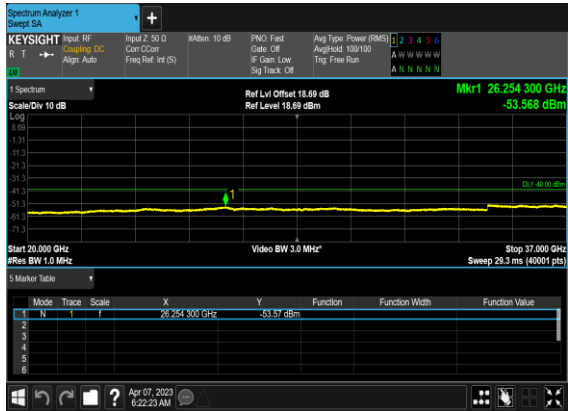 Spectrum Analyzer 1
Swept SA
+
KEYSIGHT Input: RF Input Z: 50 Ω #Atten: 10 dB PNO: Fast Avg Type: Power (RMS) 1 2 3 4 5 6
R T Coupling: DC Corr CCorr Gate: Off Avg|Hold: 100/100 A W W W W W
Align: Auto Freq Ref: Int (S) IF Gain: Low Trig: Free Run
LU Sig Track: Off A N N N N N
1 Spectrum Ref Lvl Offset 18.69 dB Mkr1 26.254 300 GHz
Scale/Div 10 dB Ref Level 18.69 dBm -53.568 dBm
Log
8.69
-1.31
-11.3
-21.3
-31.3
DL1 -40.00 dBm
-41.3
1
-51.3
-61.3
-71.3
Start 20.000 GHz Video BW 3.0 MHz* Stop 37.000 GHz
#Res BW 1.0 MHz Sweep 29.3 ms (40001 pts)
5 Marker Table
Mode Trace Scale X Y Function Function Width Function Value
1 N 1 f 26.254 300 GHz -53.57 dBm
2
3
4
5
6
? Apr 07, 2023
6:22:23 AM